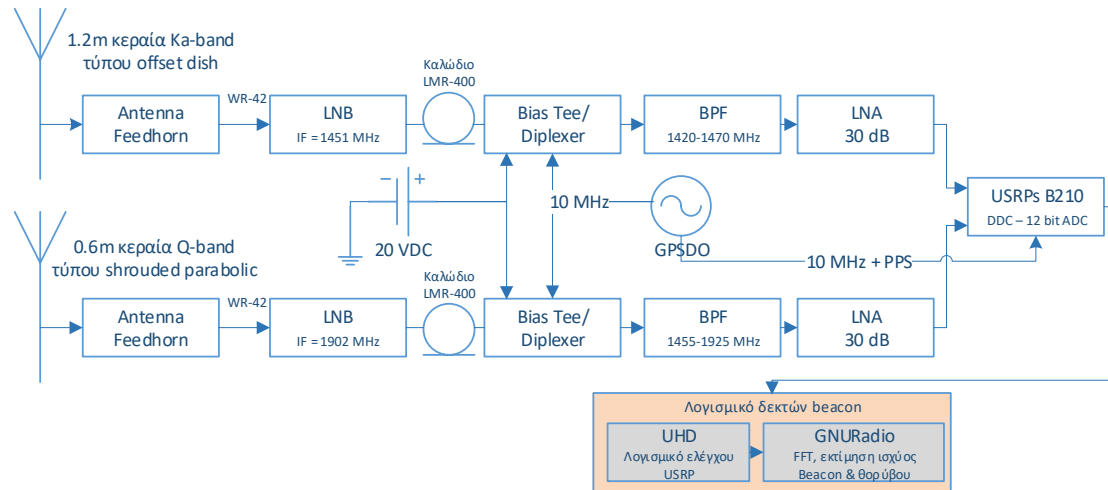 1.2m κεραία Ka-band
τύπου offset dish
Antenna
Feedhorn
WR-42
LNB
IF = 1451 MHz
Καλώδιο
LMR-400
Bias Tee/
Diplexer
BPF
1420-1470 MHz
LNA
30 dB
USRPs B210
DDC – 12 bit ADC
− +
20 VDC
10 MHz
GPSDO
10 MHz + PPS
0.6m κεραία Q-band
τύπου shrouded parabolic
Antenna
Feedhorn
WR-42
LNB
IF = 1902 MHz
Καλώδιο
LMR-400
Bias Tee/
Diplexer
BPF
1455-1925 MHz
LNA
30 dB
Λογισμικό δεκτών beacon
UHD
Λογισμικό ελέγχου
USRP
GNURadio
FFT, εκτίμηση ισχύος
Beacon & θορύβου